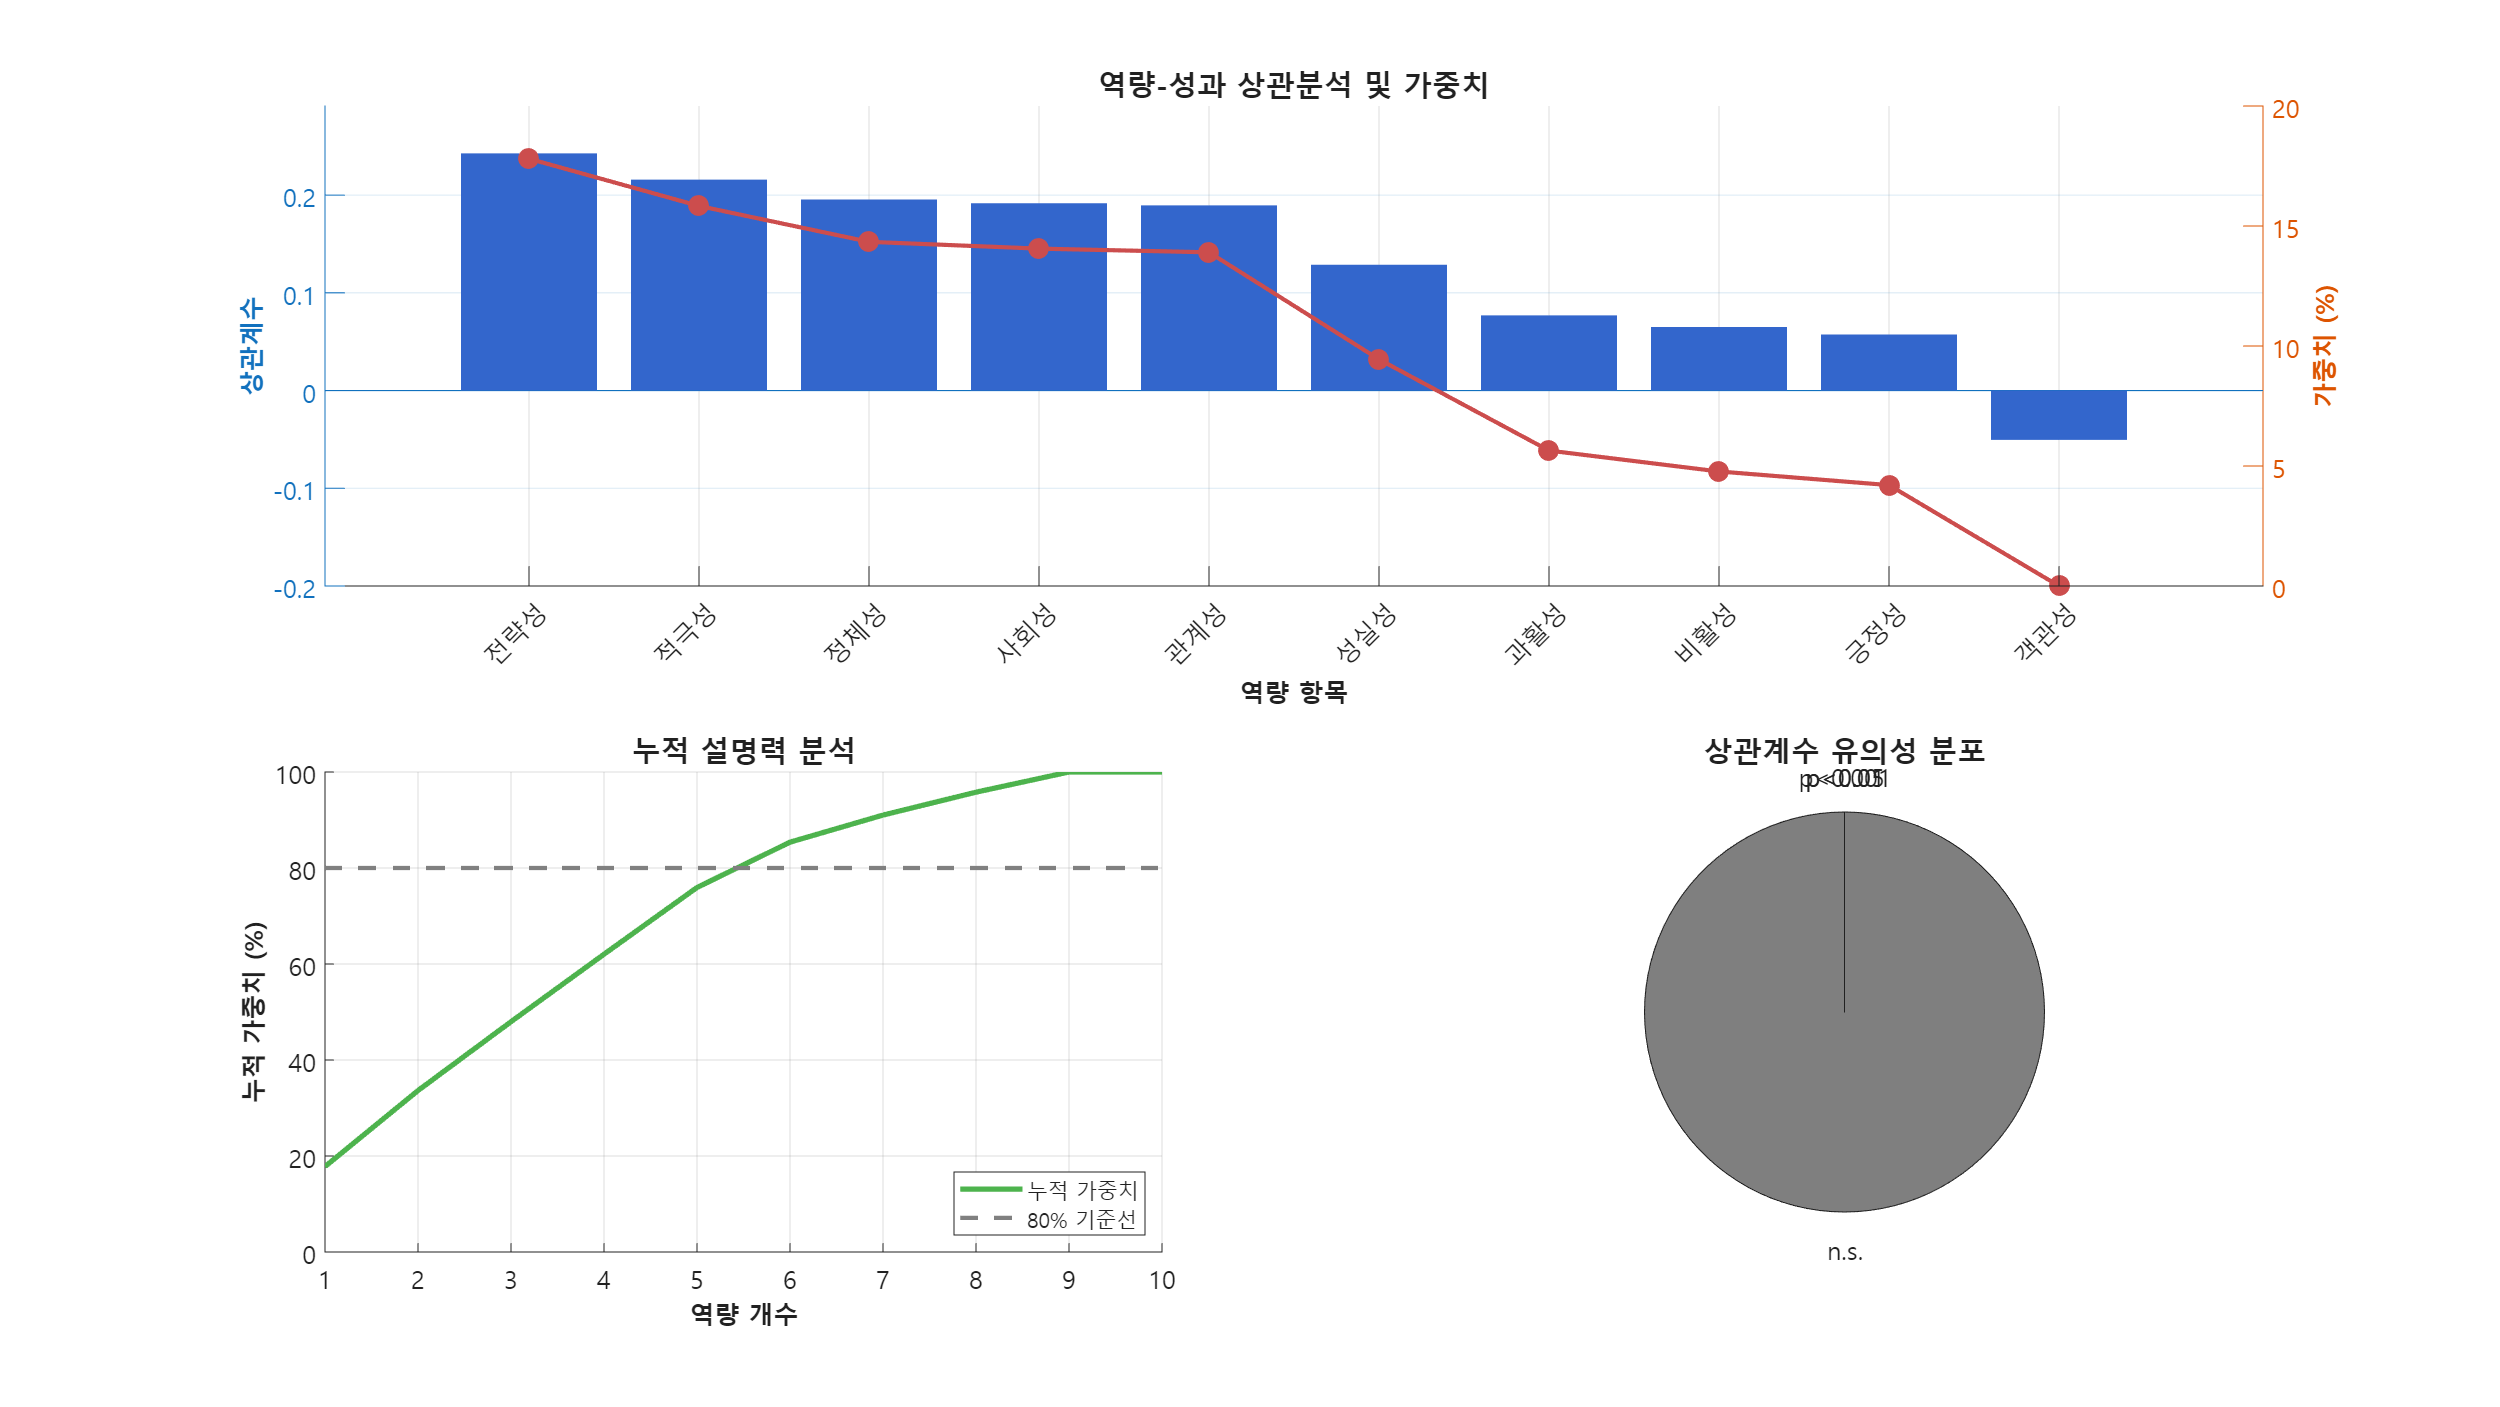 역량-성과 상관분석 및 가중치
상관계수
0.2
0.1
0
-0.1
-0.2
20
15
10
5
0
가중치 (%)
전략성
적극성
정체성
사회성
관계성
성실성
과활성
비활성
긍정성
객관성
역량 항목
누적 설명력 분석
누적 가중치 (%)
100
80
60
40
20
0
1 2 3 4 5 6 7 8 9 10
역량 개수
누적 가중치
80% 기준선
상관계수 유의성 분포
n.s.